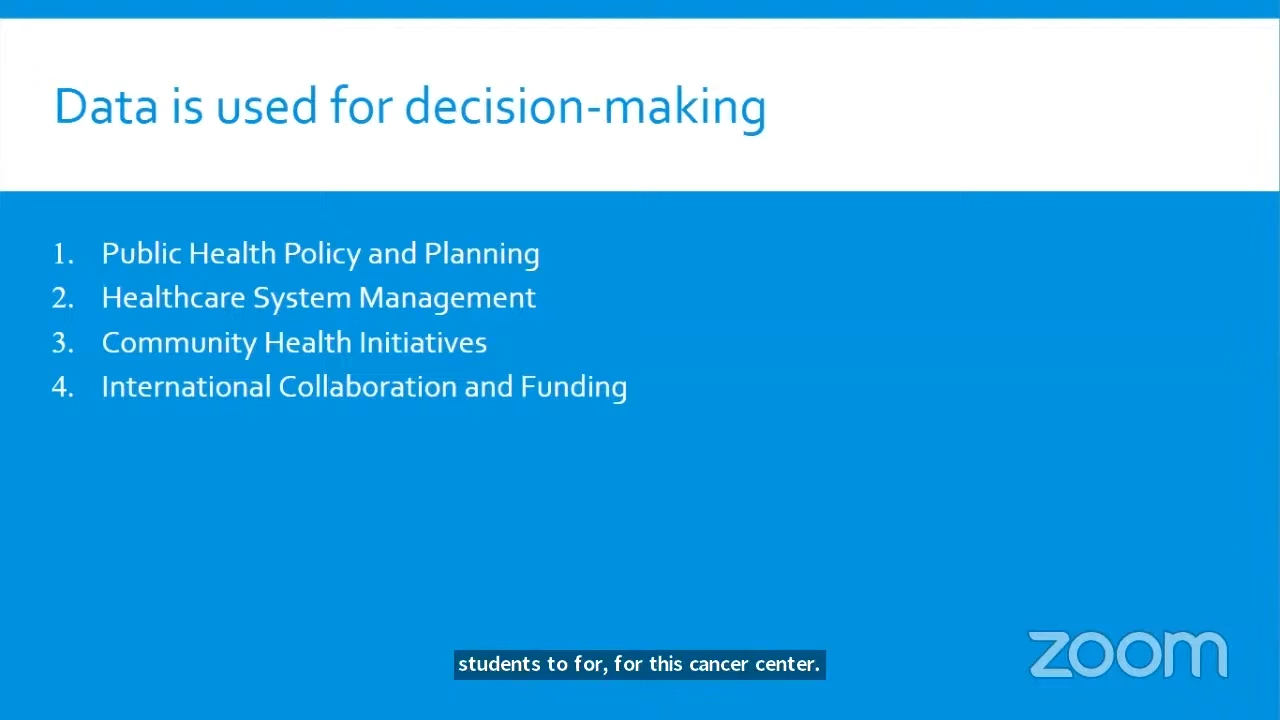 Data is used for decision-making
1. Public Health Policy and Planning
2. Healthcare System Management
3. Community Health Initiatives
4. International Collaboration and Funding
students to for, for this cancer center.
zoom